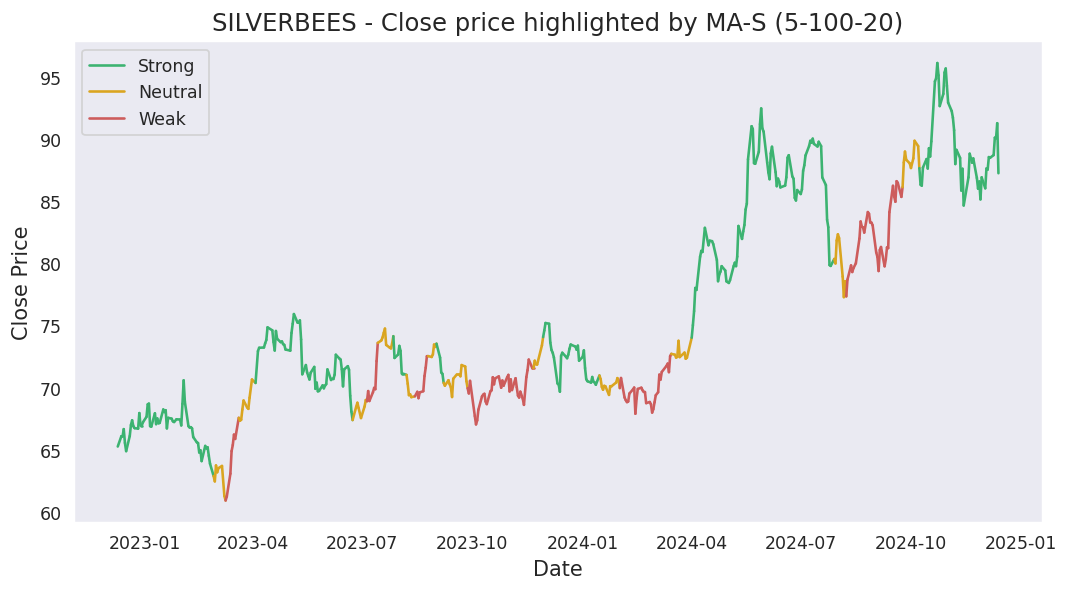 SILVERBEES - Close price highlighted by MA-S (5-100-20)
Strong
Neutral
Weak
Close Price
95
90
85
80
75
70
65
60
2023-01 2023-04 2023-07 2023-10 2024-01 2024-04 2024-07 2024-10 2025-01
Date